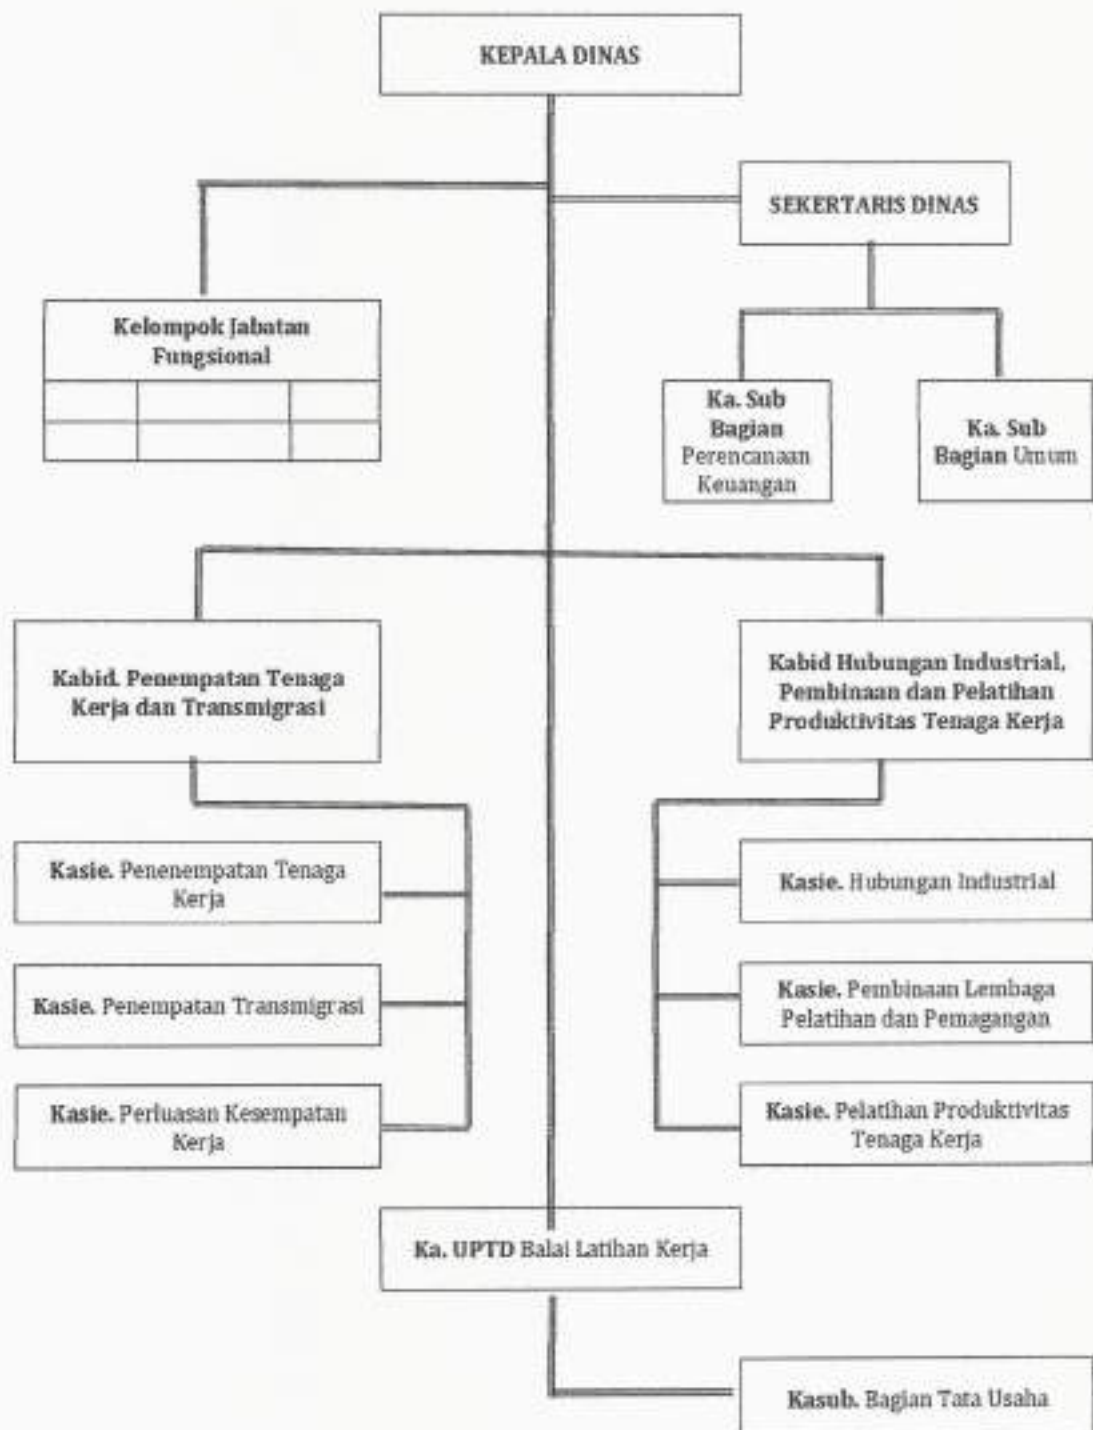 KEPALA DINAS
SEKERTARIS DINAS
Kelompok Jabatan
Fungsional
Ka. Sub
Bagian
Perencanaan
Keuangan
Ka. Sub
Bagian Umum
Kabid. Penempatan Tenaga
Kerja dan Transmigrasi
Kabid Hubungan Industrial,
Pembinaan dan Pelatihan
Produktivitas Tenaga Kerja
Kasie. Penenempatan Tenaga
Kerja
Kasie. Hubungan Industrial
Kasie. Penempatan Transmigrasi
Kasie. Pembinaan Lembaga
Pelatihan dan Pemagangan
Kasie. Perluasan Kesempatan
Kerja
Kasie. Pelatihan Produktivitas
Tenaga Kerja
Ka. UPTD Balai Latihan Kerja
Kasub. Bagian Tata Usaha